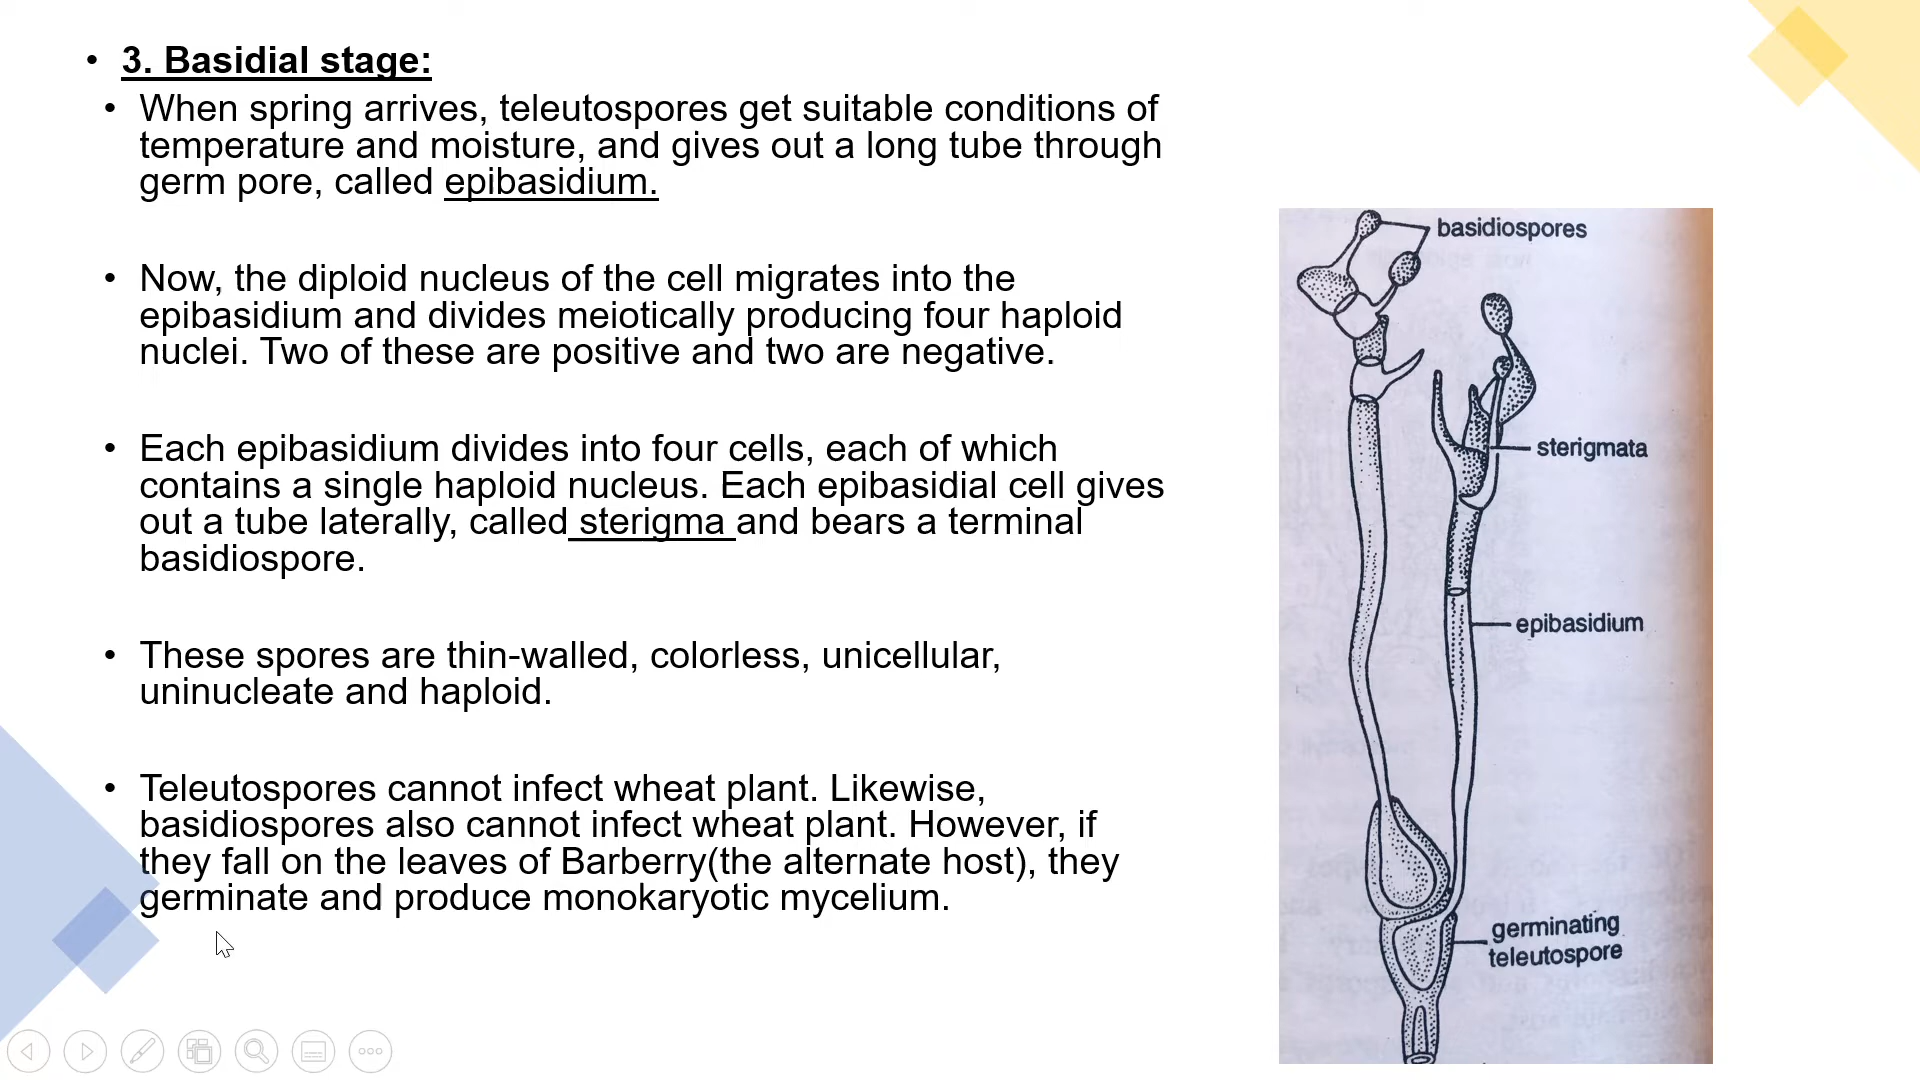 • 3. Basidial stage:
• When spring arrives, teleutospores get suitable conditions of
temperature and moisture, and gives out a long tube through
germ pore, called epibasidium.
• Now, the diploid nucleus of the cell migrates into the
epibasidium and divides meiotically producing four haploid
nuclei. Two of these are positive and two are negative.
• Each epibasidium divides into four cells, each of which
contains a single haploid nucleus. Each epibasidial cell gives
out a tube laterally, called sterigma and bears a terminal
basidiospore.
• These spores are thin-walled, colorless, unicellular,
uninucleate and haploid.
• Teleutospores cannot infect wheat plant. Likewise,
basidiospores also cannot infect wheat plant. However, if
they fall on the leaves of Barberry(the alternate host), they
germinate and produce monokaryotic mycelium.
basidiospores
sterigmata
epibasidium
germinating
teleutospore